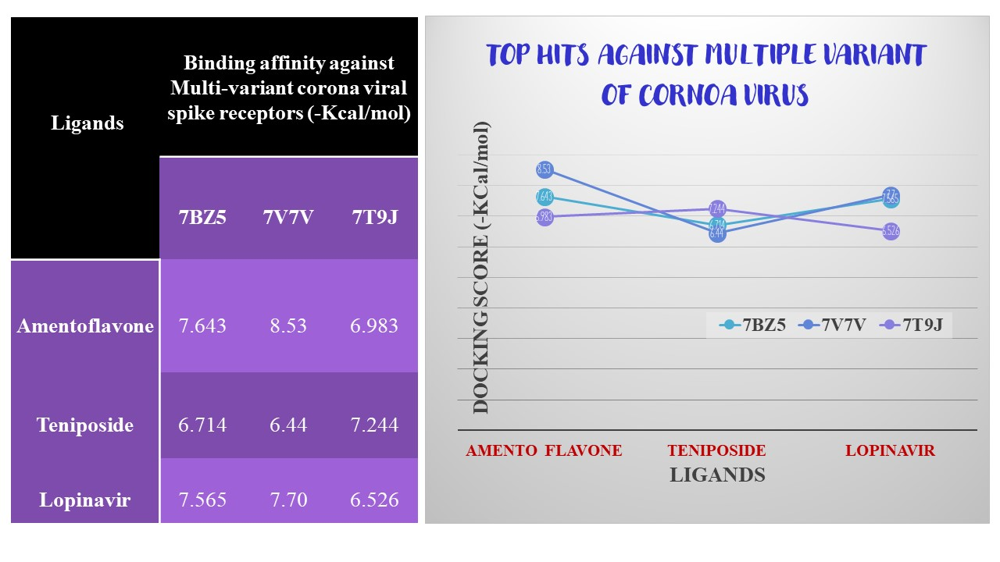 Ligands
Binding affinity against
Multi-variant corona viral
spike receptors (-Kcal/mol)
7BZ5 7V7V 7T9J
Amentoflavone 7.643 8.53 6.983
Teniposide 6.714 6.44 7.244
Lopinavir 7.565 7.70 6.526
TOP HITS AGAINST MULTIPLE VARIANT
OF CORNOA VIRUS
DOCKING SCORE (-KCal/mol)
8.53
7.643
6.983
7.244
6.714
6.44
7.7
7.565
6.526
7BZ5 7V7V 7T9J
AMENTO FLAVONE TENIPOSIDE LOPINAVIR
LIGANDS